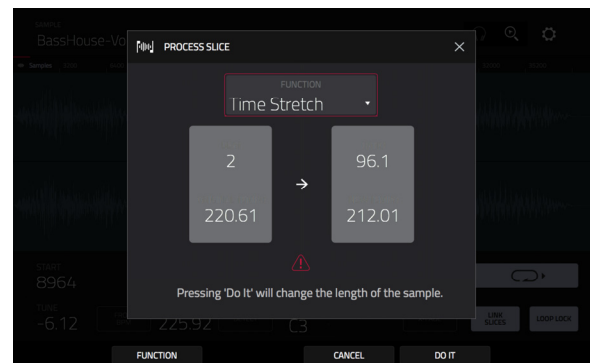 SAMPLE
BassHouse-Vo
PROCESS SLICE
Samples
FUNCTION
Time Stretch
2
96.1
220.61
212.01
Pressing 'Do It' will change the length of the sample.
START
8964
TUNE
-6.12
225.92
C3
LINK
SLICES
LOOP LOCK
FUNCTION
CANCEL
DO IT